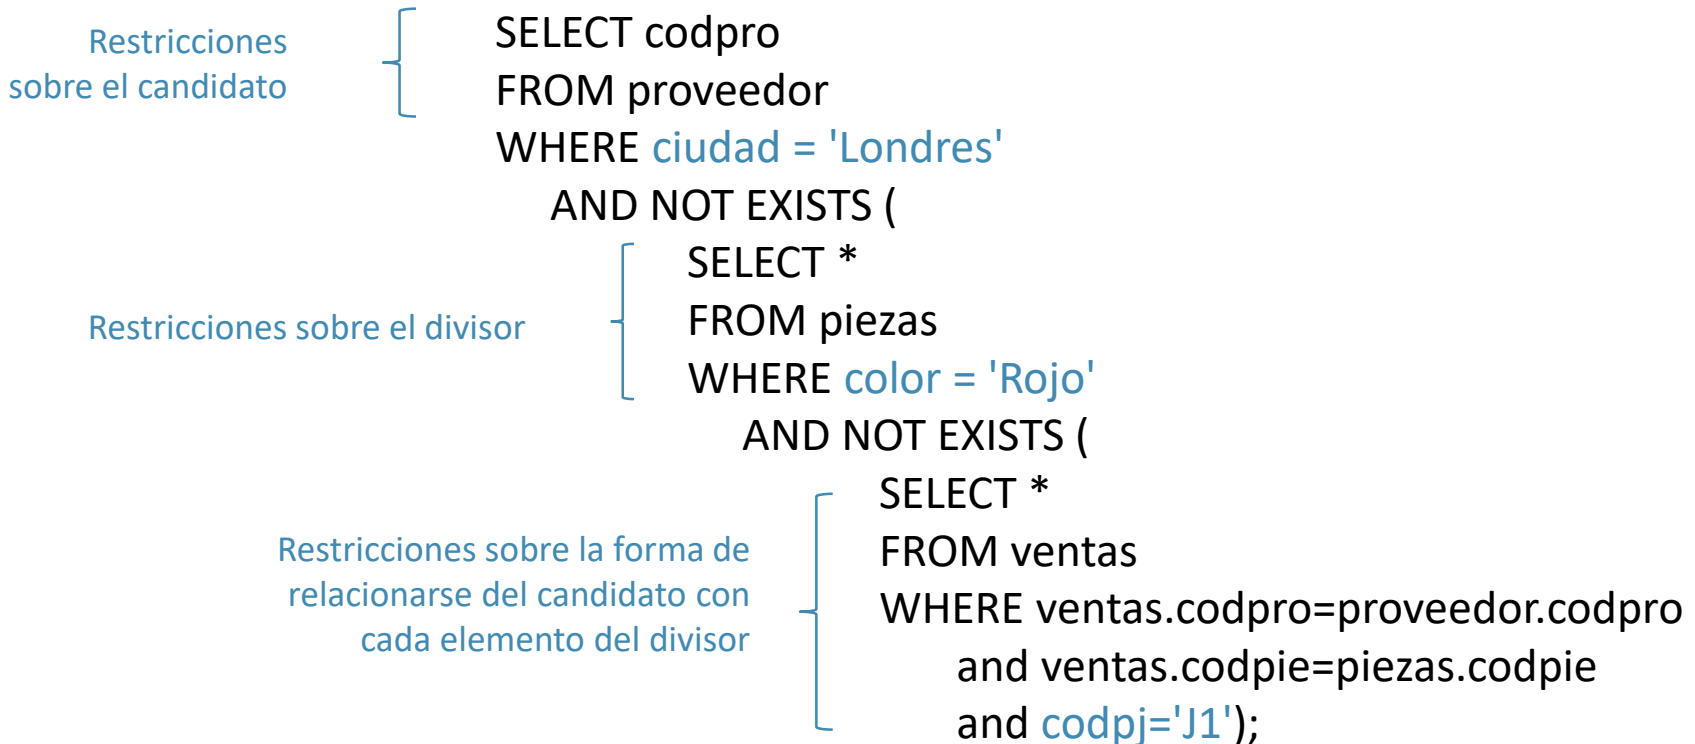 Restricciones
sobre el candidato
SELECT codpro
FROM proveedor
WHERE ciudad = 'Londres'
AND NOT EXISTS (
Restricciones sobre el divisor
SELECT *
FROM piezas
WHERE color = 'Rojo'
AND NOT EXISTS (
Restricciones sobre la forma de
relacionarse del candidato con
cada elemento del divisor
SELECT *
FROM ventas
WHERE ventas.codpro=proveedor.codpro
and ventas.codpie=piezas.codpie
and codpj='J1');